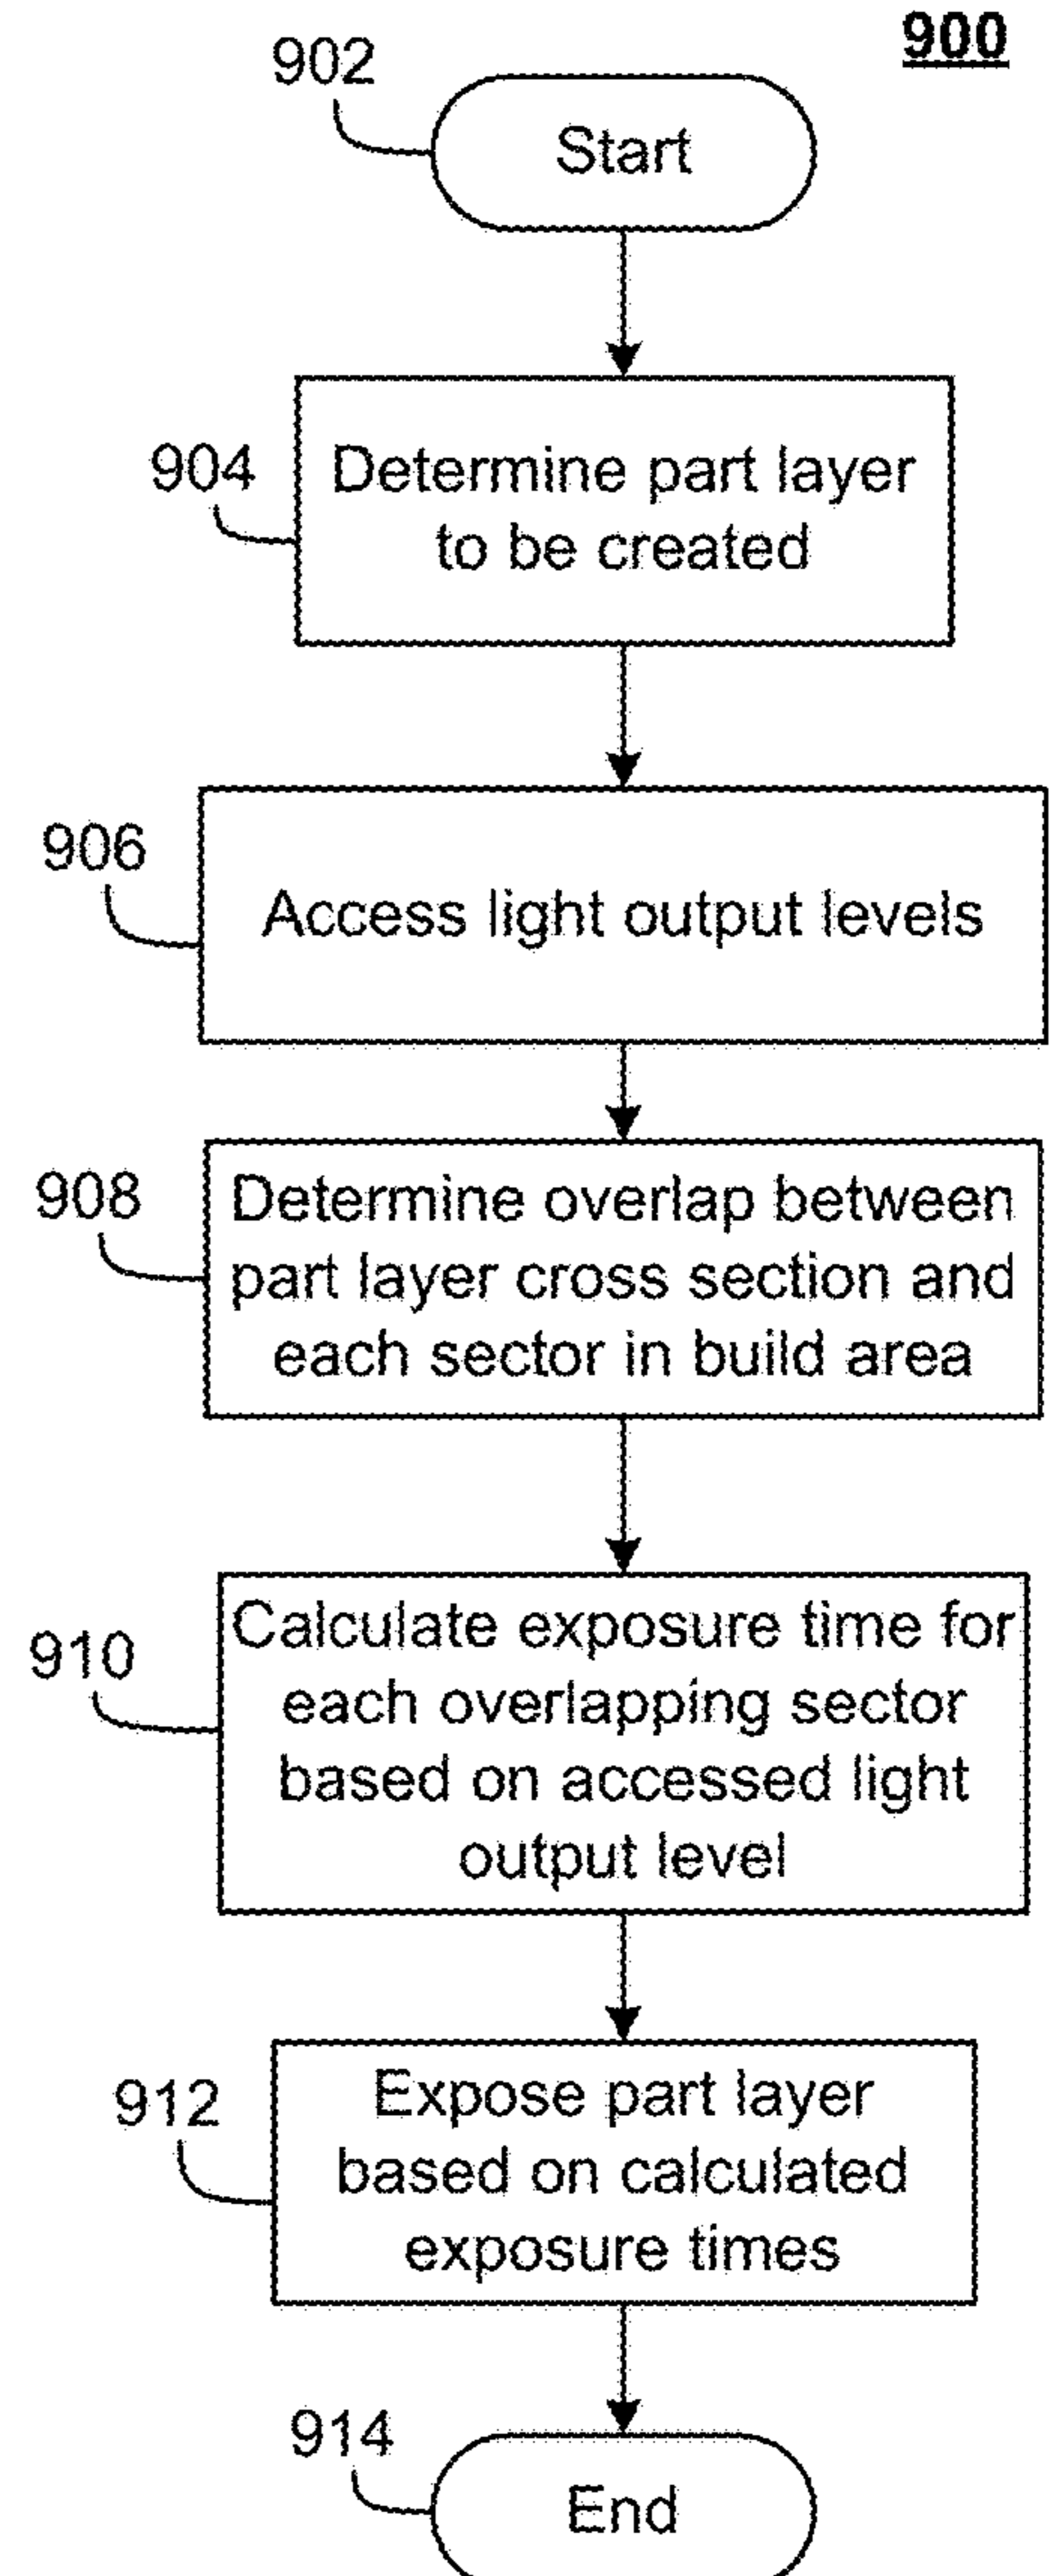 900
902
Start
904
Determine part layer
to be created
906
Access light output levels
908
Determine overlap between
part layer cross section and
each sector in build area
910
Calculate exposure time for
each overlapping sector
based on accessed light
output level
912
Expose part layer
based on calculated
exposure times
914
End